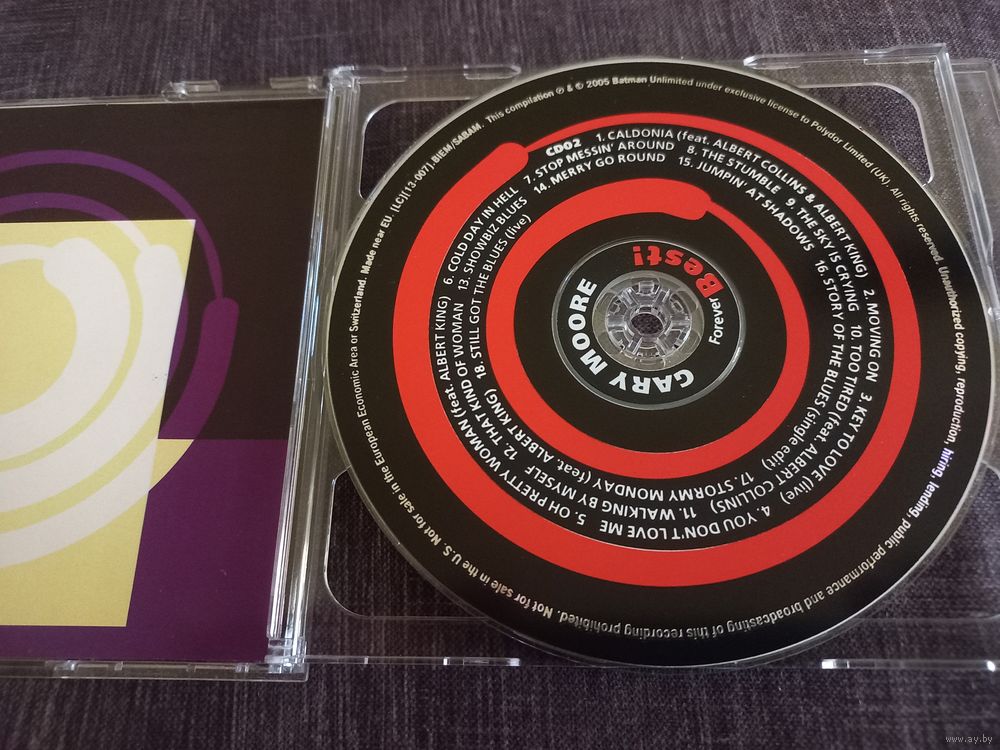 This compilation ℗ & © 2005 Batman Unlimited under exclusive license to Polydor Limited (UK). All rights reserved. Unauthorized copying, reproduction, hiring, lending, public performance and broadcasting of this recording prohibited. Not for sale in the U.S. Not for sale in the European Economic Area or Switzerland. Made near EU. [LC](13-007).BIEM/SABAM.
CD02 1. CALDONIA (feat. ALBERT COLLINS & ALBERT KING) 2. MOVING ON 3. KEY TO LOVE (live) 4. YOU DON'T LOVE ME 5. OH PRETTY WOMAN (feat. ALBERT KING) 6. COLD DAY IN HELL
7. STOP MESSIN' AROUND 8. THE STUMBLE 9. THE SKY IS CRYING 10. TOO TIRED (feat. ALBERT COLLINS) 11. WALKING BY MYSELF 12. THAT KIND OF WOMAN 13. SHOWBIZ BLUES
14. MERRY GO ROUND 15. JUMPIN' AT SHADOWS 16. STORY OF THE BLUES (single edit) 17. STORMY MONDAY (feat. ALBERT KING) 18. STILL GOT THE BLUES (live)
GARY MOORE
Forever Best!
www.ay.by